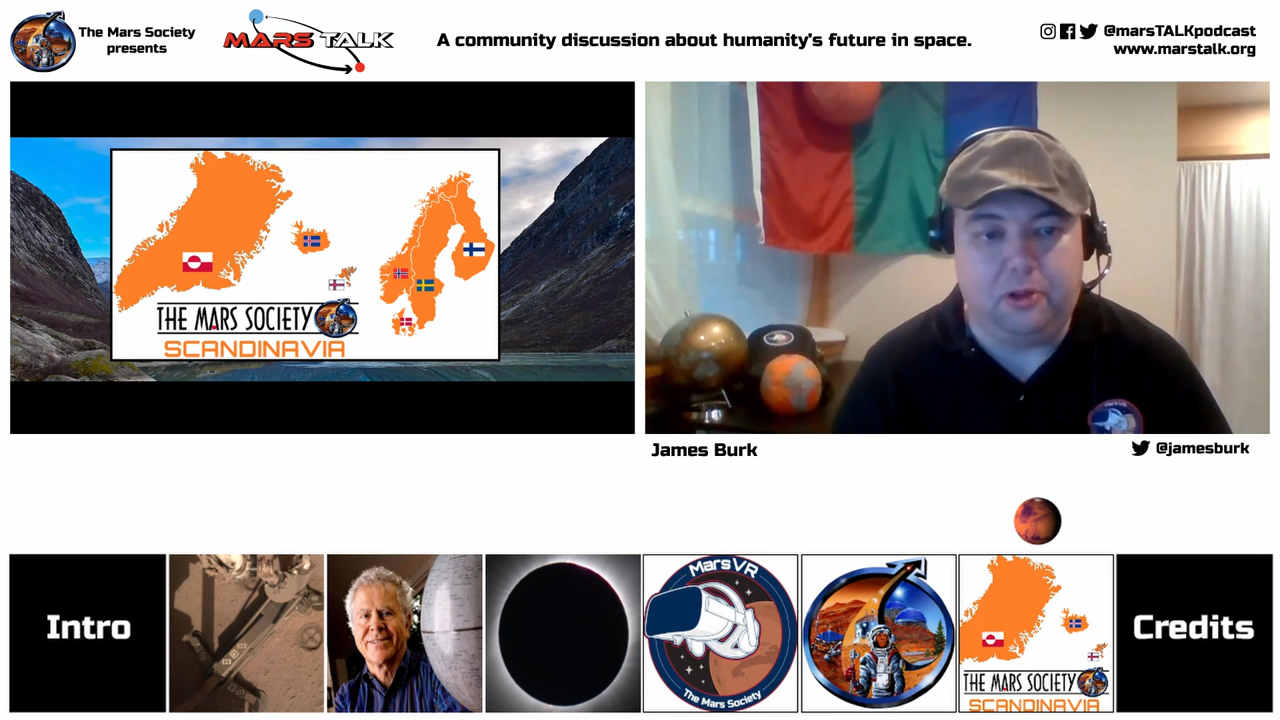 The Mars Society
presents
MARS TALK
A community discussion about humanity's future in space.
@marsTALKpodcast
www.marstalk.org
THE MARS SOCIETY
SCANDINAVIA
James Burk
@jamesburk
Intro
MarsVR
The Mars Society
THE MARS SOCIETY
SCANDINAVIA
Credits